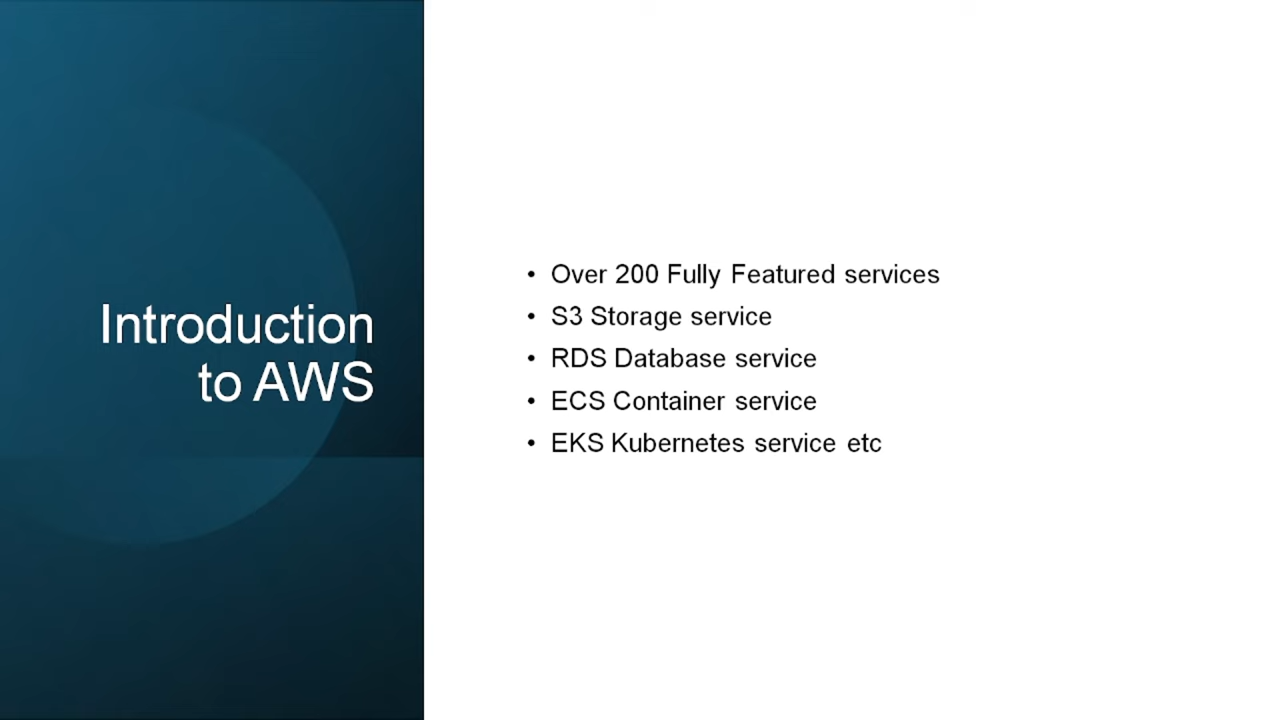 Introduction
to AWS
• Over 200 Fully Featured services
• S3 Storage service
• RDS Database service
• ECS Container service
• EKS Kubernetes service etc